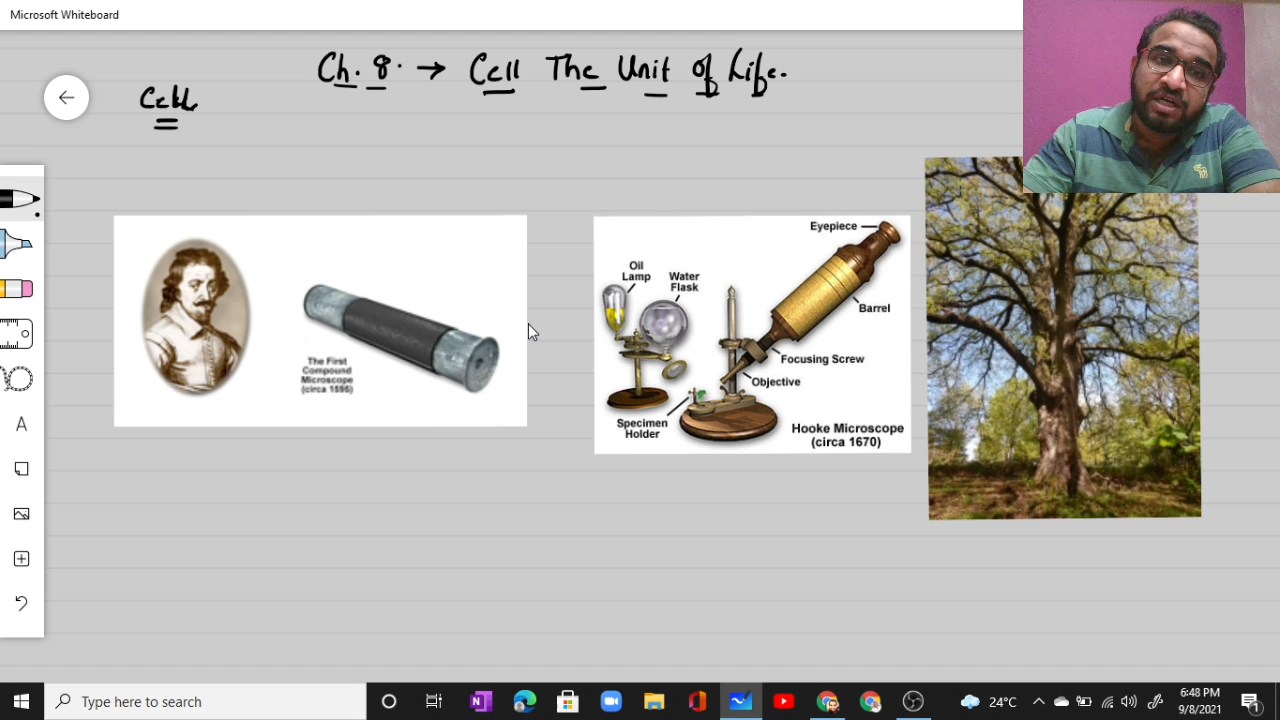 Microsoft Whiteboard
Ch. 8. → Cell The Unit of Life.
Cell
The First
Compound
Microscope
(circa 1595)
Oil
Lamp
Water
Flask
Eyepiece
Barrel
Focusing Screw
Objective
Specimen
Holder
Hooke Microscope
(circa 1670)
A
Type here to search
24°C
6:48 PM
9/8/2021
1